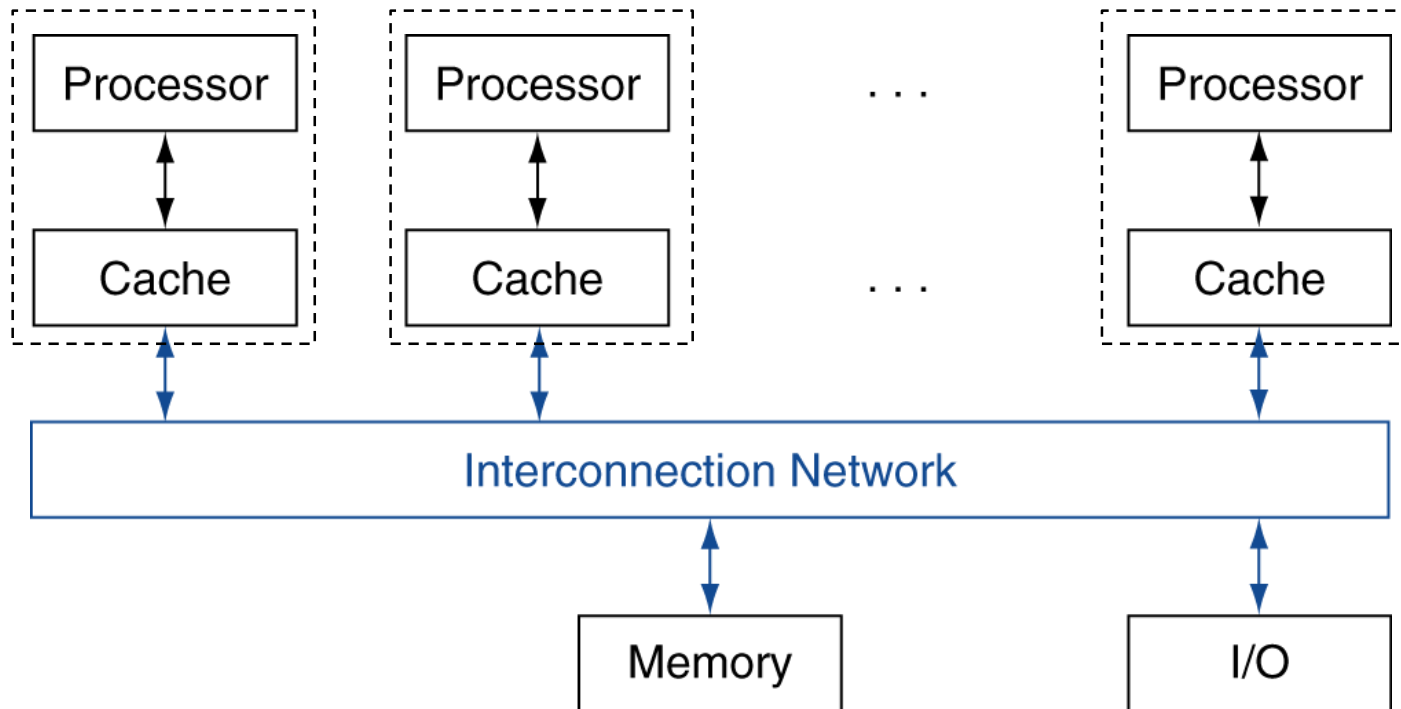 Processor Processor . . . Processor
Cache Cache . . . Cache
Interconnection Network
Memory I/O